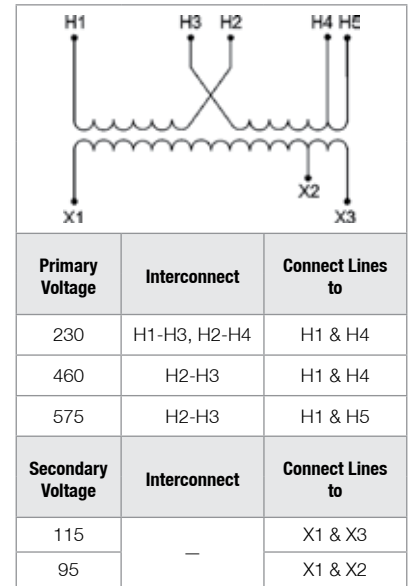 H1 H3 H2 H4 H5
X2
X1 X3
Primary Voltage Interconnect Connect Lines to
230 H1-H3, H2-H4 H1 & H4
460 H2-H3 H1 & H4
575 H2-H3 H1 & H5
Secondary Voltage Interconnect Connect Lines to
115 — X1 & X3
95 X1 & X2